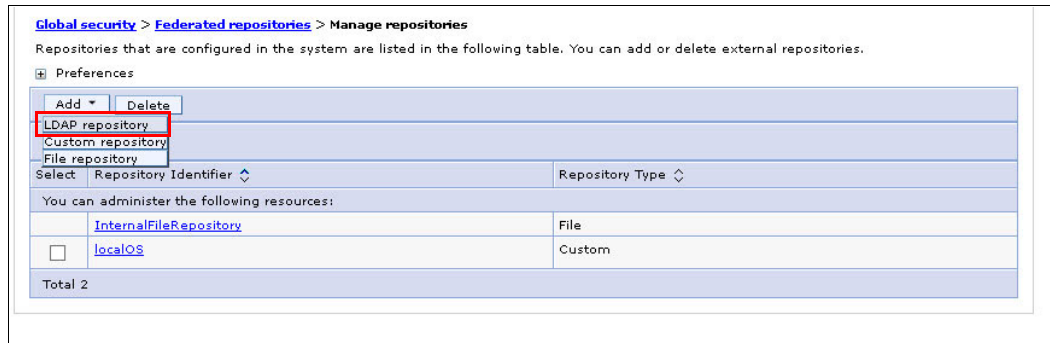 Global security > Federated repositories > Manage repositories
Repositories that are configured in the system are listed in the following table. You can add or delete external repositories.
Preferences
Add Delete
LDAP repository
Custom repository
File repository
Select Repository Identifier Repository Type
You can administer the following resources:
InternalFileRepository File
localOS Custom
Total 2